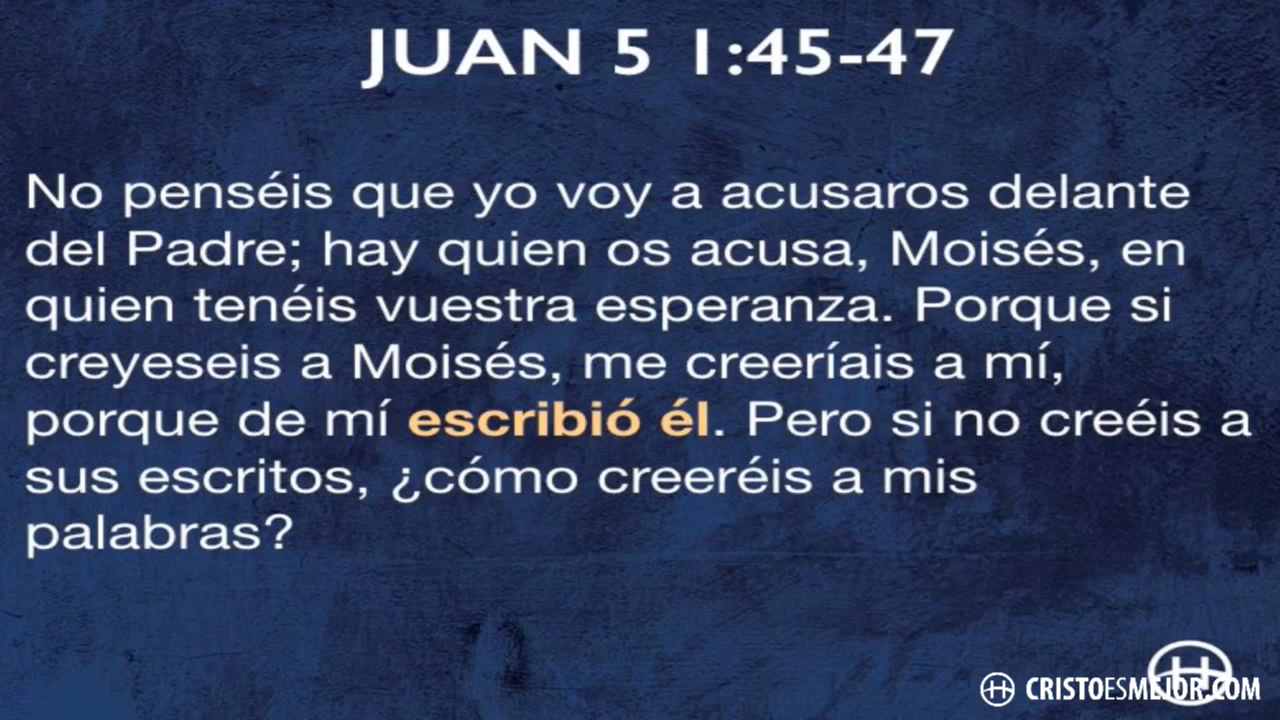 JUAN 5 1:45-47
No penséis que yo voy a acusaros delante
del Padre; hay quien os acusa, Moisés, en
quien tenéis vuestra esperanza. Porque si
creyeseis a Moisés, me creeríais a mí,
porque de mí escribió él. Pero si no creéis a
sus escritos, ¿cómo creeréis a mis
palabras?
CRISTOESMEJOR.COM